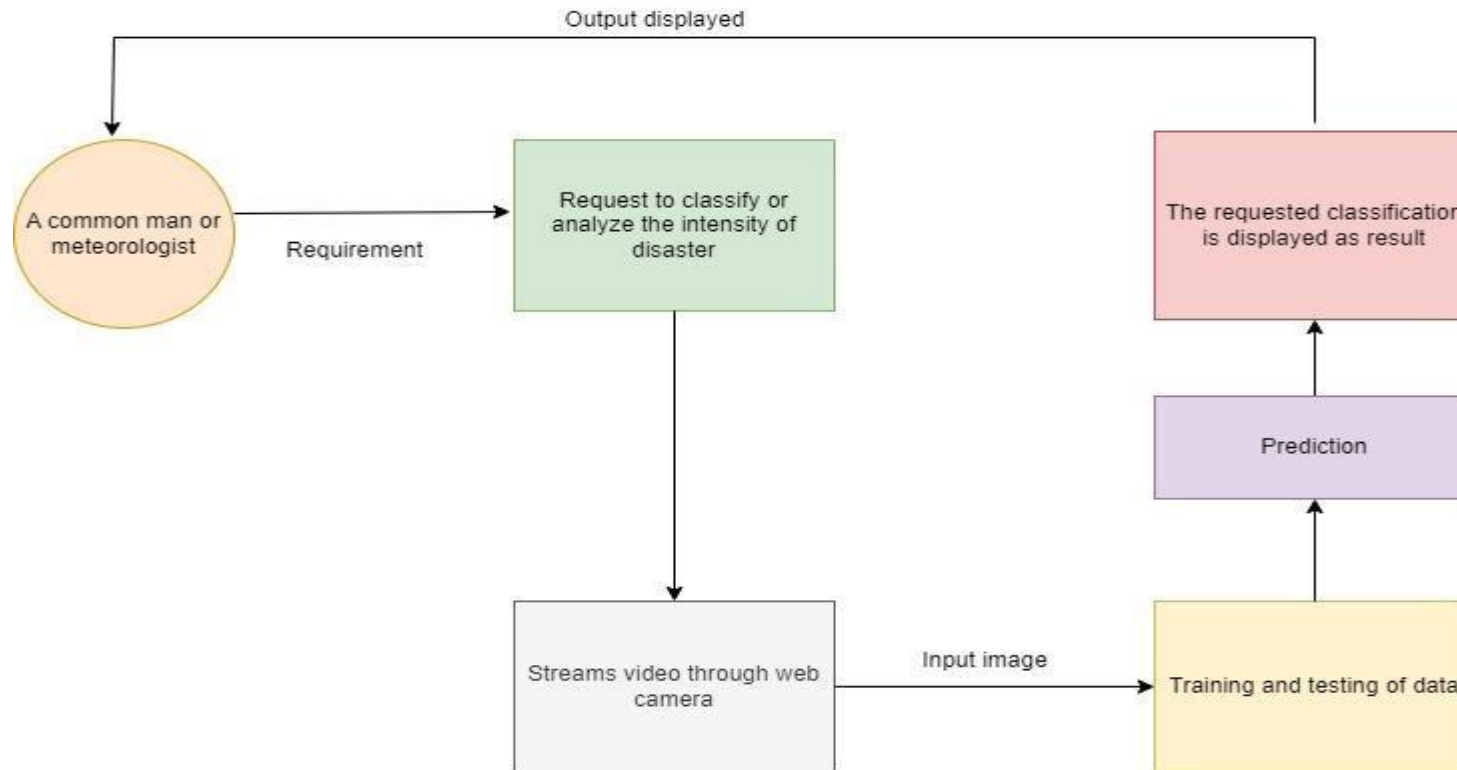 Output displayed
A common man or
meteorologist
Requirement
Request to classify or
analyze the intensity of
disaster
The requested classification
is displayed as result
Prediction
Streams video through web
camera
Input image
Training and testing of data